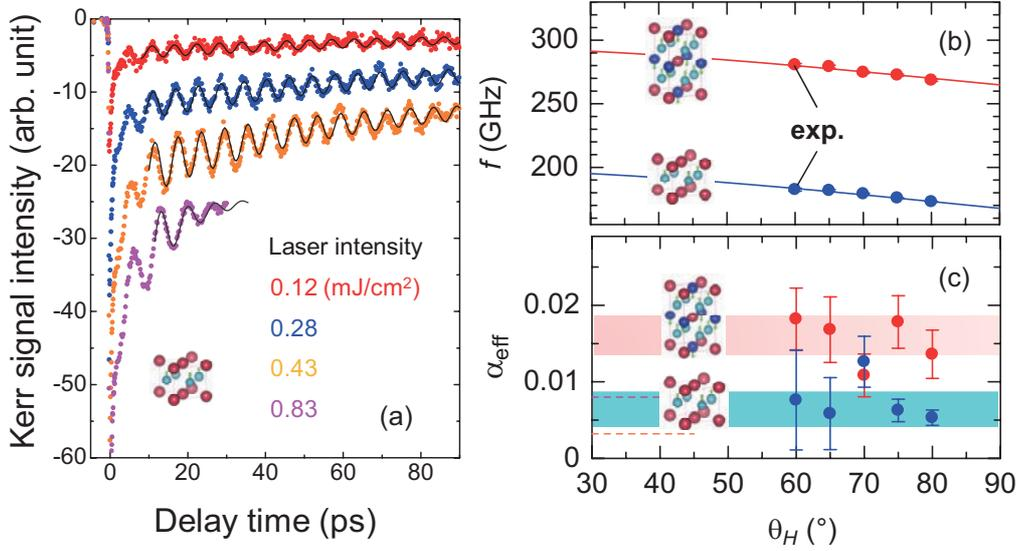 Kerr signal intensity (arb. unit)
0
-10
-20
-30
-40
-50
-60
Laser intensity
0.12 (mJ/cm²)
0.28
0.43
0.83
(a)
0 20 40 60 80
Delay time (ps)
f (GHz)
300
250
200
(b)
exp.
α_eff
0.02
0.01
0
(c)
30 40 50 60 70 80 90
θ_H (°)